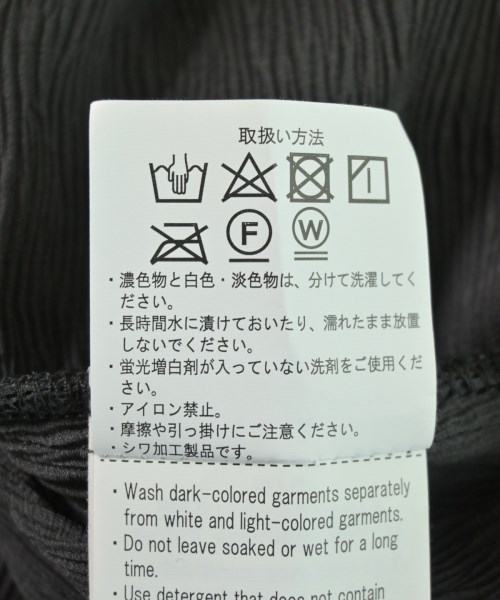 取扱い方法
F W
・濃色物と白色・淡色物は、分けて洗濯してく
ださい。
・長時間水に漬けておいたり、濡れたまま放置
しないでください。
・蛍光増白剤が入っていない洗剤をご使用くだ
さい。
・アイロン禁止。
・摩擦や引っ掛けにご注意ください。
・シワ加工製品です。
・Wash dark-colored garments separately
from white and light-colored garments.
・Do not leave soaked or wet for a long
time.
・Use detergent that does not contain